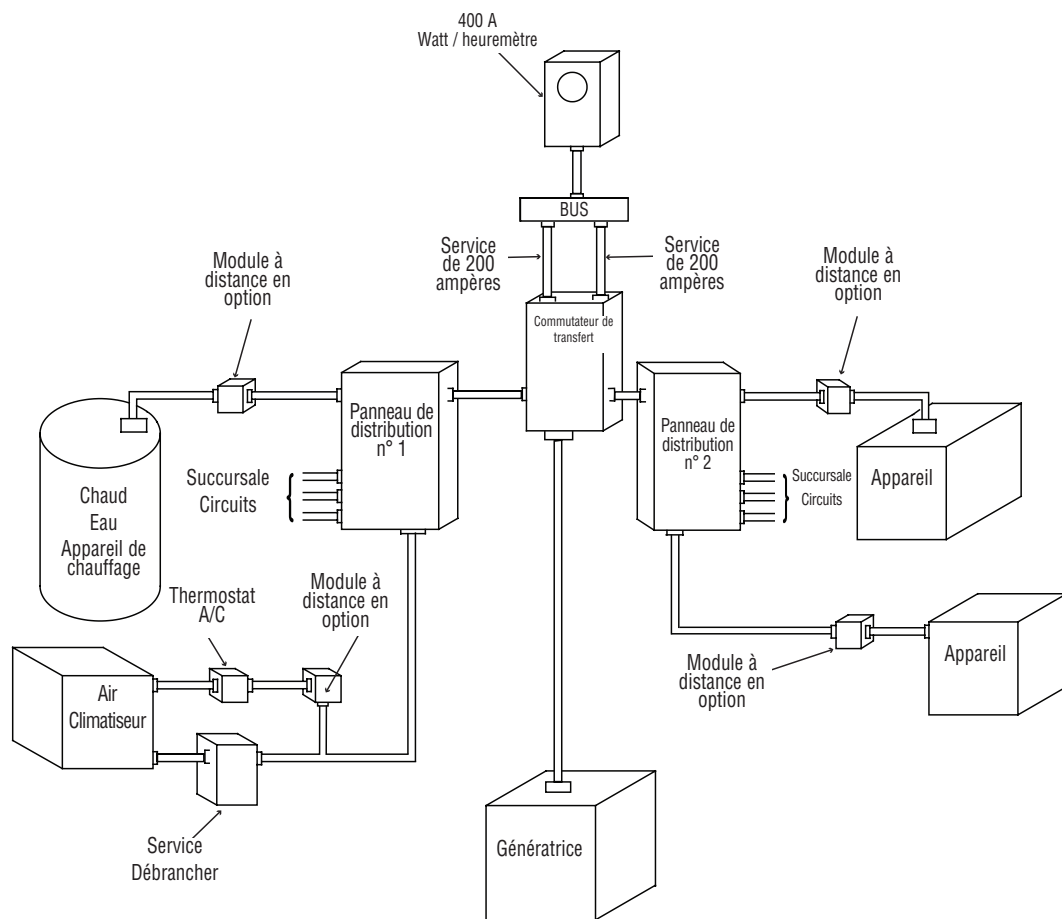 400 A
Watt / heuremètre
BUS
Service
de 200
ampères
Service
de 200
ampères
Module à
distance en
option
Module à
distance en
option
Commutateur de
transfert
Panneau de
distribution
n° 1
Panneau de
distribution
n° 2
Succursale
Circuits
Succursale
Circuits
Appareil
Chaud
Eau
Appareil de
chauffage
Thermostat
A/C
Module à
distance en
option
Module à
distance en
option
Appareil
Air
Climatiseur
Service
Débrancher
Génératrice